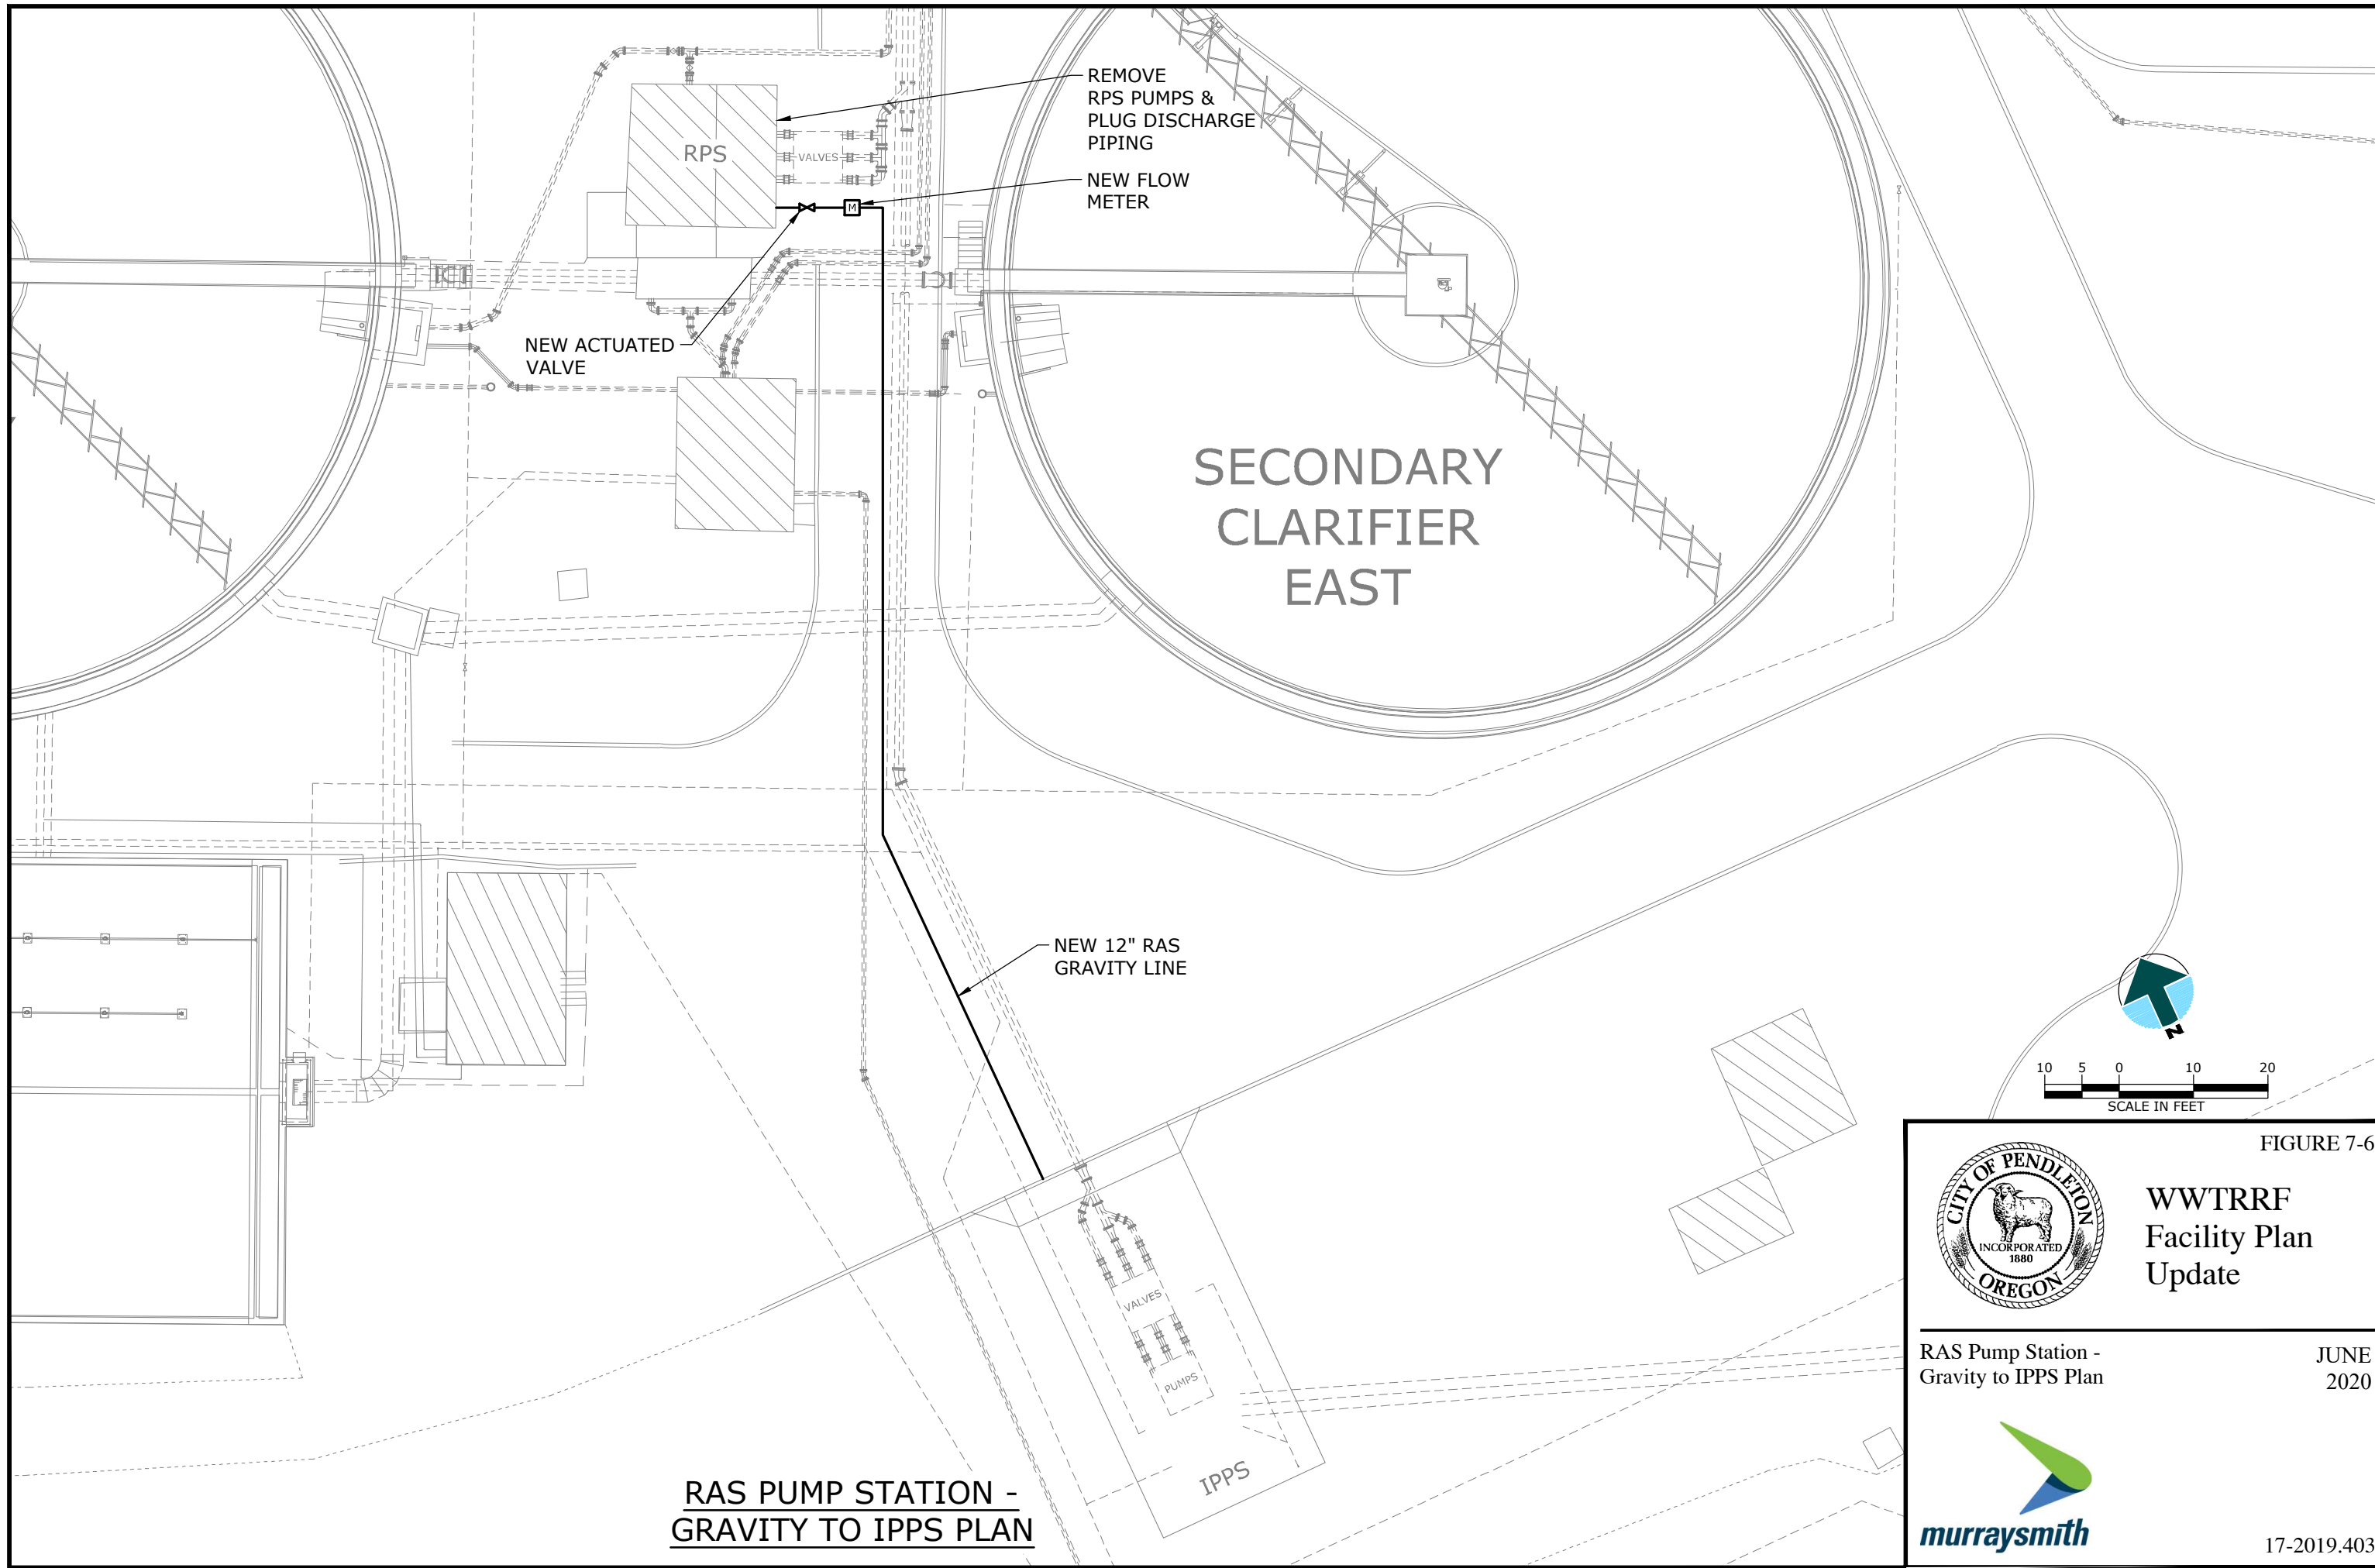 REMOVE
RPS PUMPS &
PLUG DISCHARGE
PIPING
RPS
VALVES
NEW FLOW
METER
M
NEW ACTUATED
VALVE
SECONDARY
CLARIFIER
EAST
NEW 12" RAS
GRAVITY LINE
N
10 5 0 10 20
SCALE IN FEET
VALVES
PUMPS
IPPS
RAS PUMP STATION -
GRAVITY TO IPPS PLAN
FIGURE 7-6
CITY OF PENDLETON
INCORPORATED
1880
OREGON
WWTRRF
Facility Plan
Update
RAS Pump Station -
Gravity to IPPS Plan
JUNE
2020
murraysmith
17-2019.403